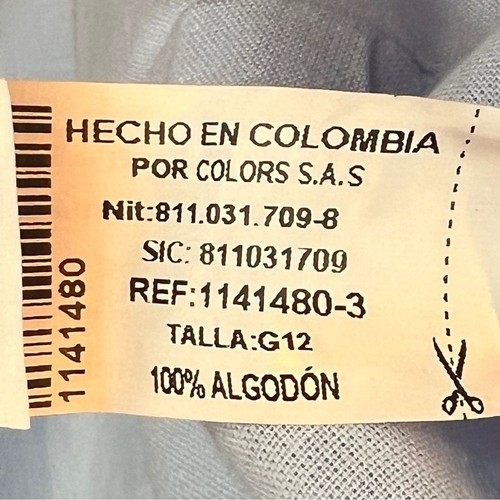 HECHO EN COLOMBIA
POR COLORS S.A.S
Nit:811.031.709-8
SIC: 811031709
REF:1141480-3
TALLA:G12
100% ALGODÓN
1141480